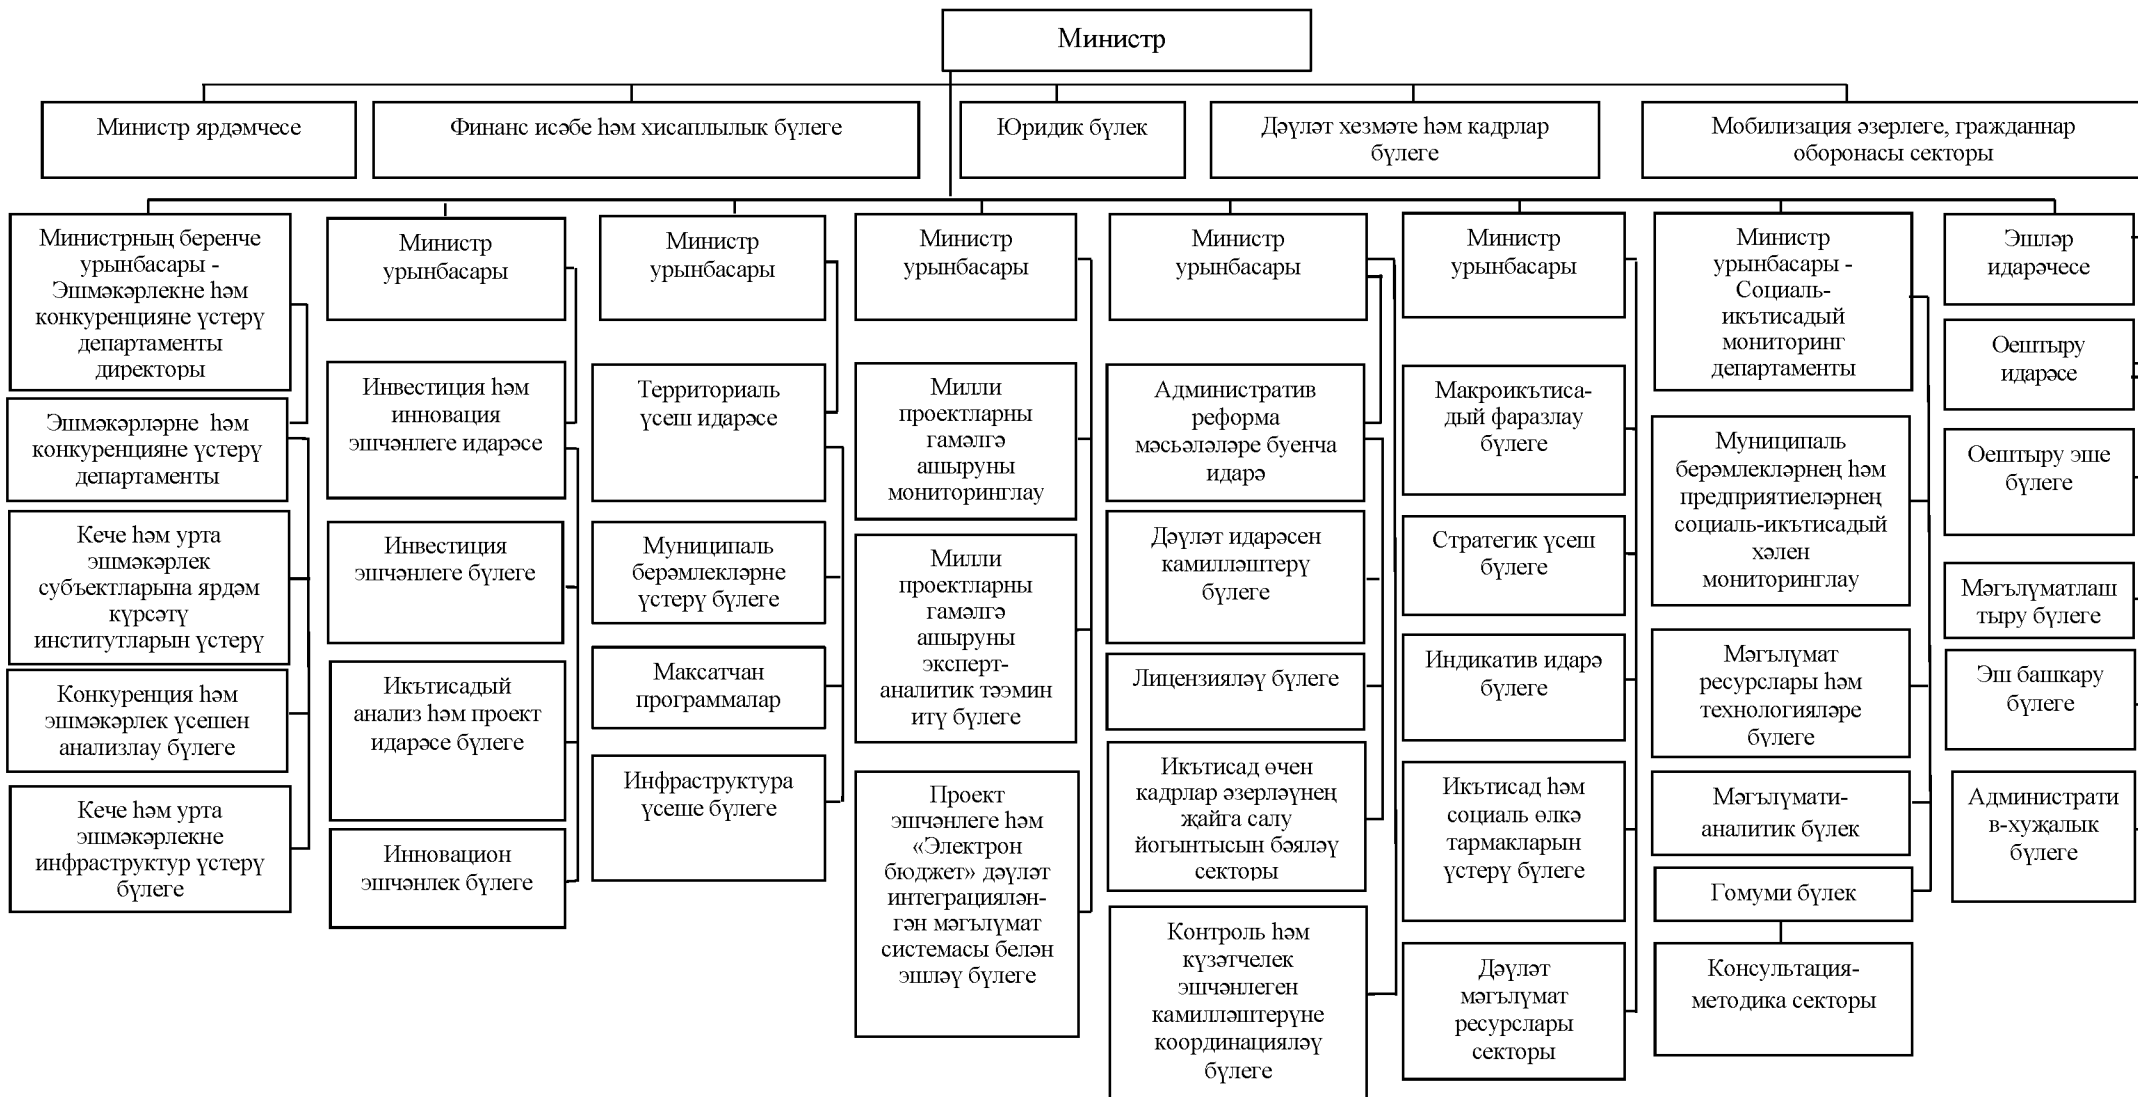 Министр
Министр ярдәмчесе
Финанс исәбе һәм хисаплылык бүлеге
Юридик бүлек
Дәүләт хезмәте һәм кадрлар
бүлеге
Мобилизация әзерлеге, гражданнар
оборонасы секторы
Министрның беренче
урынбасары -
Эшмәкәрлекне һәм
конкуренцияне үстерү
департаменты
директоры
Эшмәкәрләрне һәм
конкуренцияне үстерү
департаменты
Кече һәм урта
эшмәкәрлек
субъектларына ярдәм
күрсәтү
институтларын үстерү
Конкуренция һәм
эшмәкәрлек үсешен
анализлау бүлеге
Кече һәм урта
эшмәкәрлекне
инфраструктур үстерү
бүлеге
Министр
урынбасары
Инвестиция һәм
инновация
эшчәнлеге идарәсе
Инвестиция
эшчәнлеге бүлеге
Икътисадый
анализ һәм проект
идарәсе бүлеге
Инновацион
эшчәнлек бүлеге
Министр
урынбасары
Территориаль
үсеш идарәсе
Муниципаль
берәмлекләрне
үстерү бүлеге
Максатчан
программалар
Инфраструктура
үсеше бүлеге
Министр
урынбасары
Милли
проектларны
гамәлгә
ашыруны
мониторинглау
Милли
проектларны
гамәлгә
ашыруны
эксперт-
аналитик тәэмин
итү бүлеге
Проект
эшчәнлеге һәм
«Электрон
бюджет» дәүләт
интеграциялән-
гән мәгълүмат
системасы белән
эшләү бүлеге
Министр
урынбасары
Административ
реформа
мәсьәләләре буенча
идарә
Дәүләт идарәсен
камилләштерү
бүлеге
Лицензияләү бүлеге
Икътисад өчен
кадрлар әзерләүнең
җайга салу
йогынтысын бәяләү
секторы
Контроль һәм
күзәтчелек
эшчәнлеген
камилләштерүне
координацияләү
бүлеге
Министр
урынбасары
Макроикътиса-
дый фаразлау
бүлеге
Стратегик үсеш
бүлеге
Индикатив идарә
бүлеге
Икътисад һәм
социаль өлкә
тармакларын
үстерү бүлеге
Дәүләт
мәгълүмат
ресурслары
секторы
Министр
урынбасары -
Социаль-
икътисадый
мониторинг
департаменты
Муниципаль
берәмлекләрнең һәм
предприятиеләрнең
социаль-икътисадый
хәлен
мониторинглау
Мәгълүмат
ресурслары һәм
технологияләре
бүлеге
Мәгълүмати-
аналитик бүлек
Гомуми бүлек
Консультация-
методика секторы
Эшләр
идарәчесе
Оештыру
идарәсе
Оештыру эше
бүлеге
Мәгълүматлаш
тыру бүлеге
Эш башкару
бүлеге
Администрати
в-хуҗалык
бүлеге